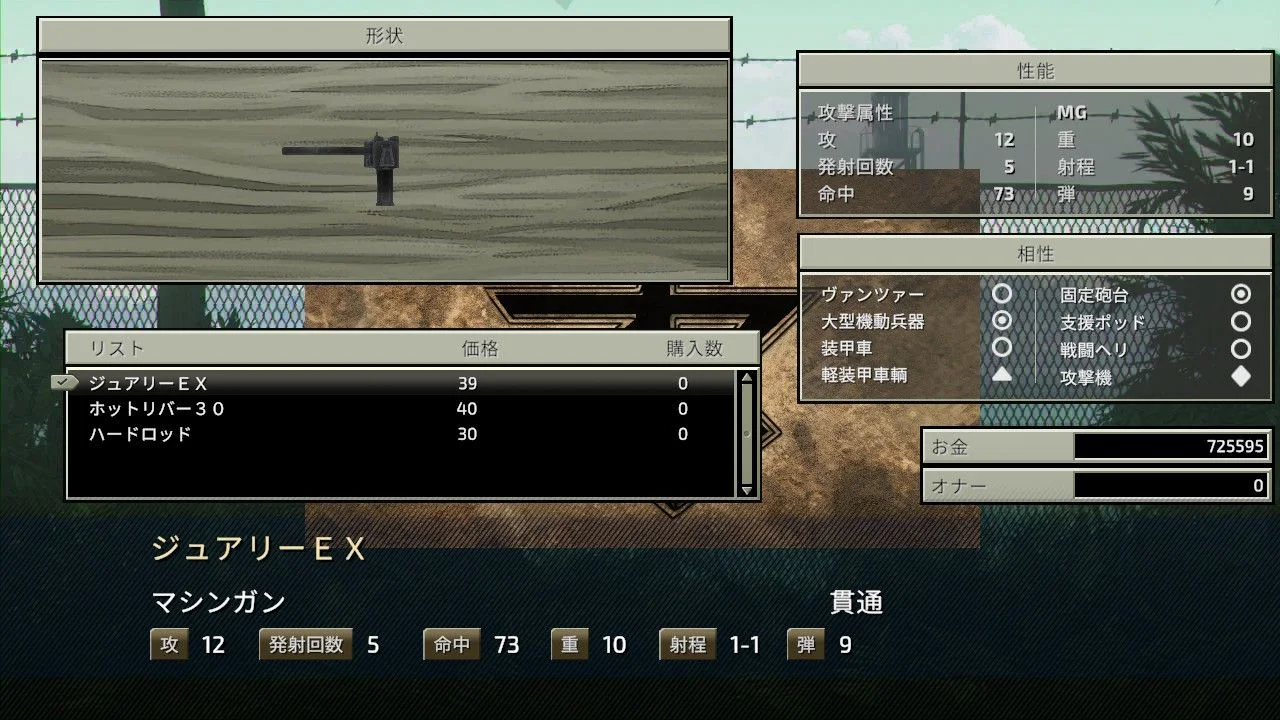 形状
性能
攻撃属性 MG
攻 12 重 10
発射回数 5 射程 1-1
命中 73 弾 9
相性
ヴァンツァー 固定砲台
大型機動兵器 支援ポッド
装甲車 戦闘ヘリ
軽装甲車輌 攻撃機
リスト 価格 購入数
ジュアリーＥＸ 39 0
ホットリバー３０ 40 0
ハードロッド 30 0
お金 725595
オナー 0
ジュアリーＥＸ
マシンガン 貫通
攻 12 発射回数 5 命中 73 重 10 射程 1-1 弾 9